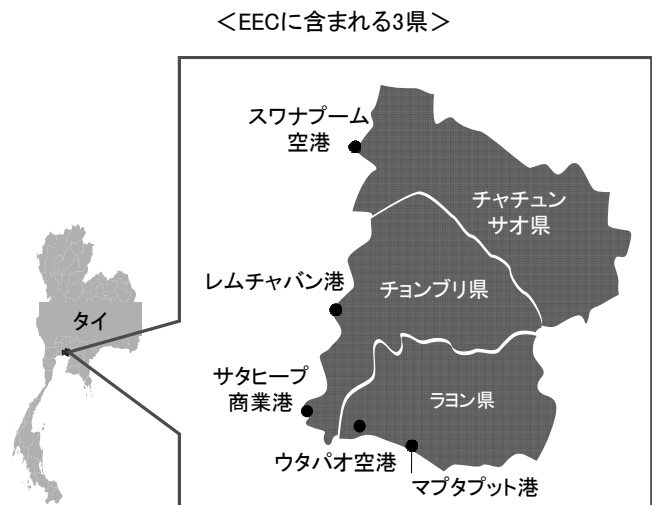 ＜EECに含まれる3県＞
スワナプーム
空港
チャチュン
サオ県
レムチャバン港
チョンブリ県
タイ
サタヒープ
商業港
ラヨン県
ウタパオ空港
マプタプット港